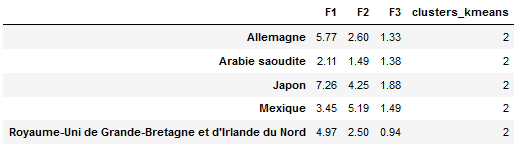 F1 F2 F3 clusters_kmeans
Allemagne 5.77 2.60 1.33 2
Arabie saoudite 2.11 1.49 1.38 2
Japon 7.26 4.25 1.88 2
Mexique 3.45 5.19 1.49 2
Royaume-Uni de Grande-Bretagne et d'Irlande du Nord 4.97 2.50 0.94 2